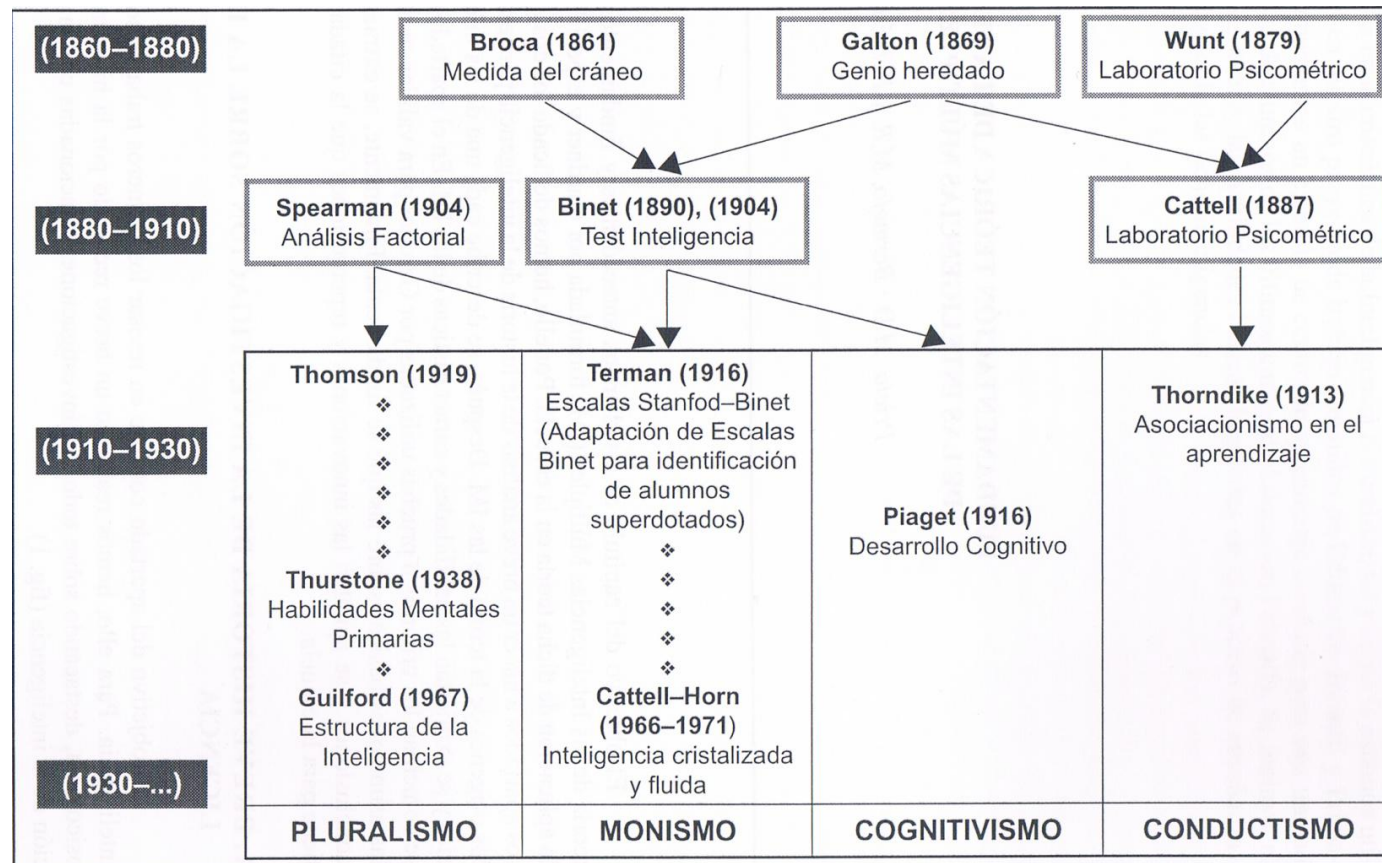 (1860–1880)
Broca (1861)
Medida del cráneo
Galton (1869)
Genio heredado
Wunt (1879)
Laboratorio Psicométrico
(1880–1910)
Spearman (1904)
Análisis Factorial
Binet (1890), (1904)
Test Inteligencia
Cattell (1887)
Laboratorio Psicométrico
(1910–1930)
Thomson (1919)
Thurstone (1938)
Habilidades Mentales
Primarias
Guilford (1967)
Estructura de la
Inteligencia
Terman (1916)
Escalas Stanfod–Binet
(Adaptación de Escalas
Binet para identificación
de alumnos
superdotados)
Cattell–Horn
(1966–1971)
Inteligencia cristalizada
y fluida
Piaget (1916)
Desarrollo Cognitivo
Thorndike (1913)
Asociacionismo en el
aprendizaje
(1930–...)
PLURALISMO
MONISMO
COGNITIVISMO
CONDUCTISMO